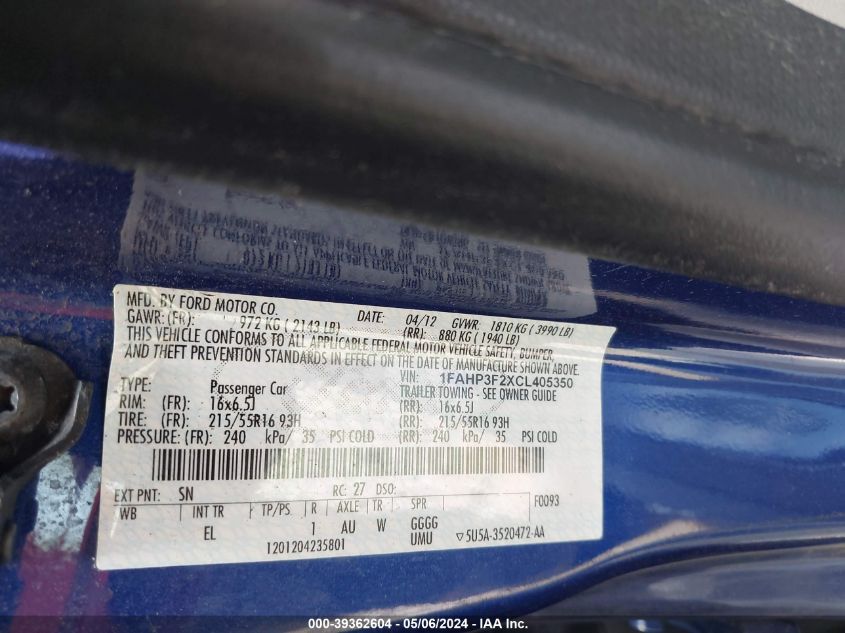 MFD. BY FORD MOTOR CO. DATE: 04/12 GVWR: 1810 KG ( 3990 LB)
GAWR: (FR): 972 KG ( 2143 LB) (RR): 880 KG ( 1940 LB)
THIS VEHICLE CONFORMS TO ALL APPLICABLE FEDERAL MOTOR VEHICLE SAFETY, BUMPER,
AND THEFT PREVENTION STANDARDS IN EFFECT ON THE DATE OF MANUFACTURE SHOWN ABOVE.
VIN: 1FAHP3F2XCL405350
TYPE: Passenger Car TRAILER TOWING - SEE OWNER GUIDE
RIM: (FR): 16x6.5J (RR): 16x6.5J
TIRE: (FR): 215/55R16 93H (RR): 215/55R16 93H
PRESSURE: (FR): 240 kPa/ 35 PSI COLD (RR): 240 kPa/ 35 PSI COLD
EXT PNT: SN RC: 27 DSO: F0093
WB INT TR TP/PS R AXLE TR SPR
EL 1 AU W GGGG
1201204235801 UMU ▽5U5A-3520472-AA
000-39362604 / 05/06/2024 - IAA Inc.